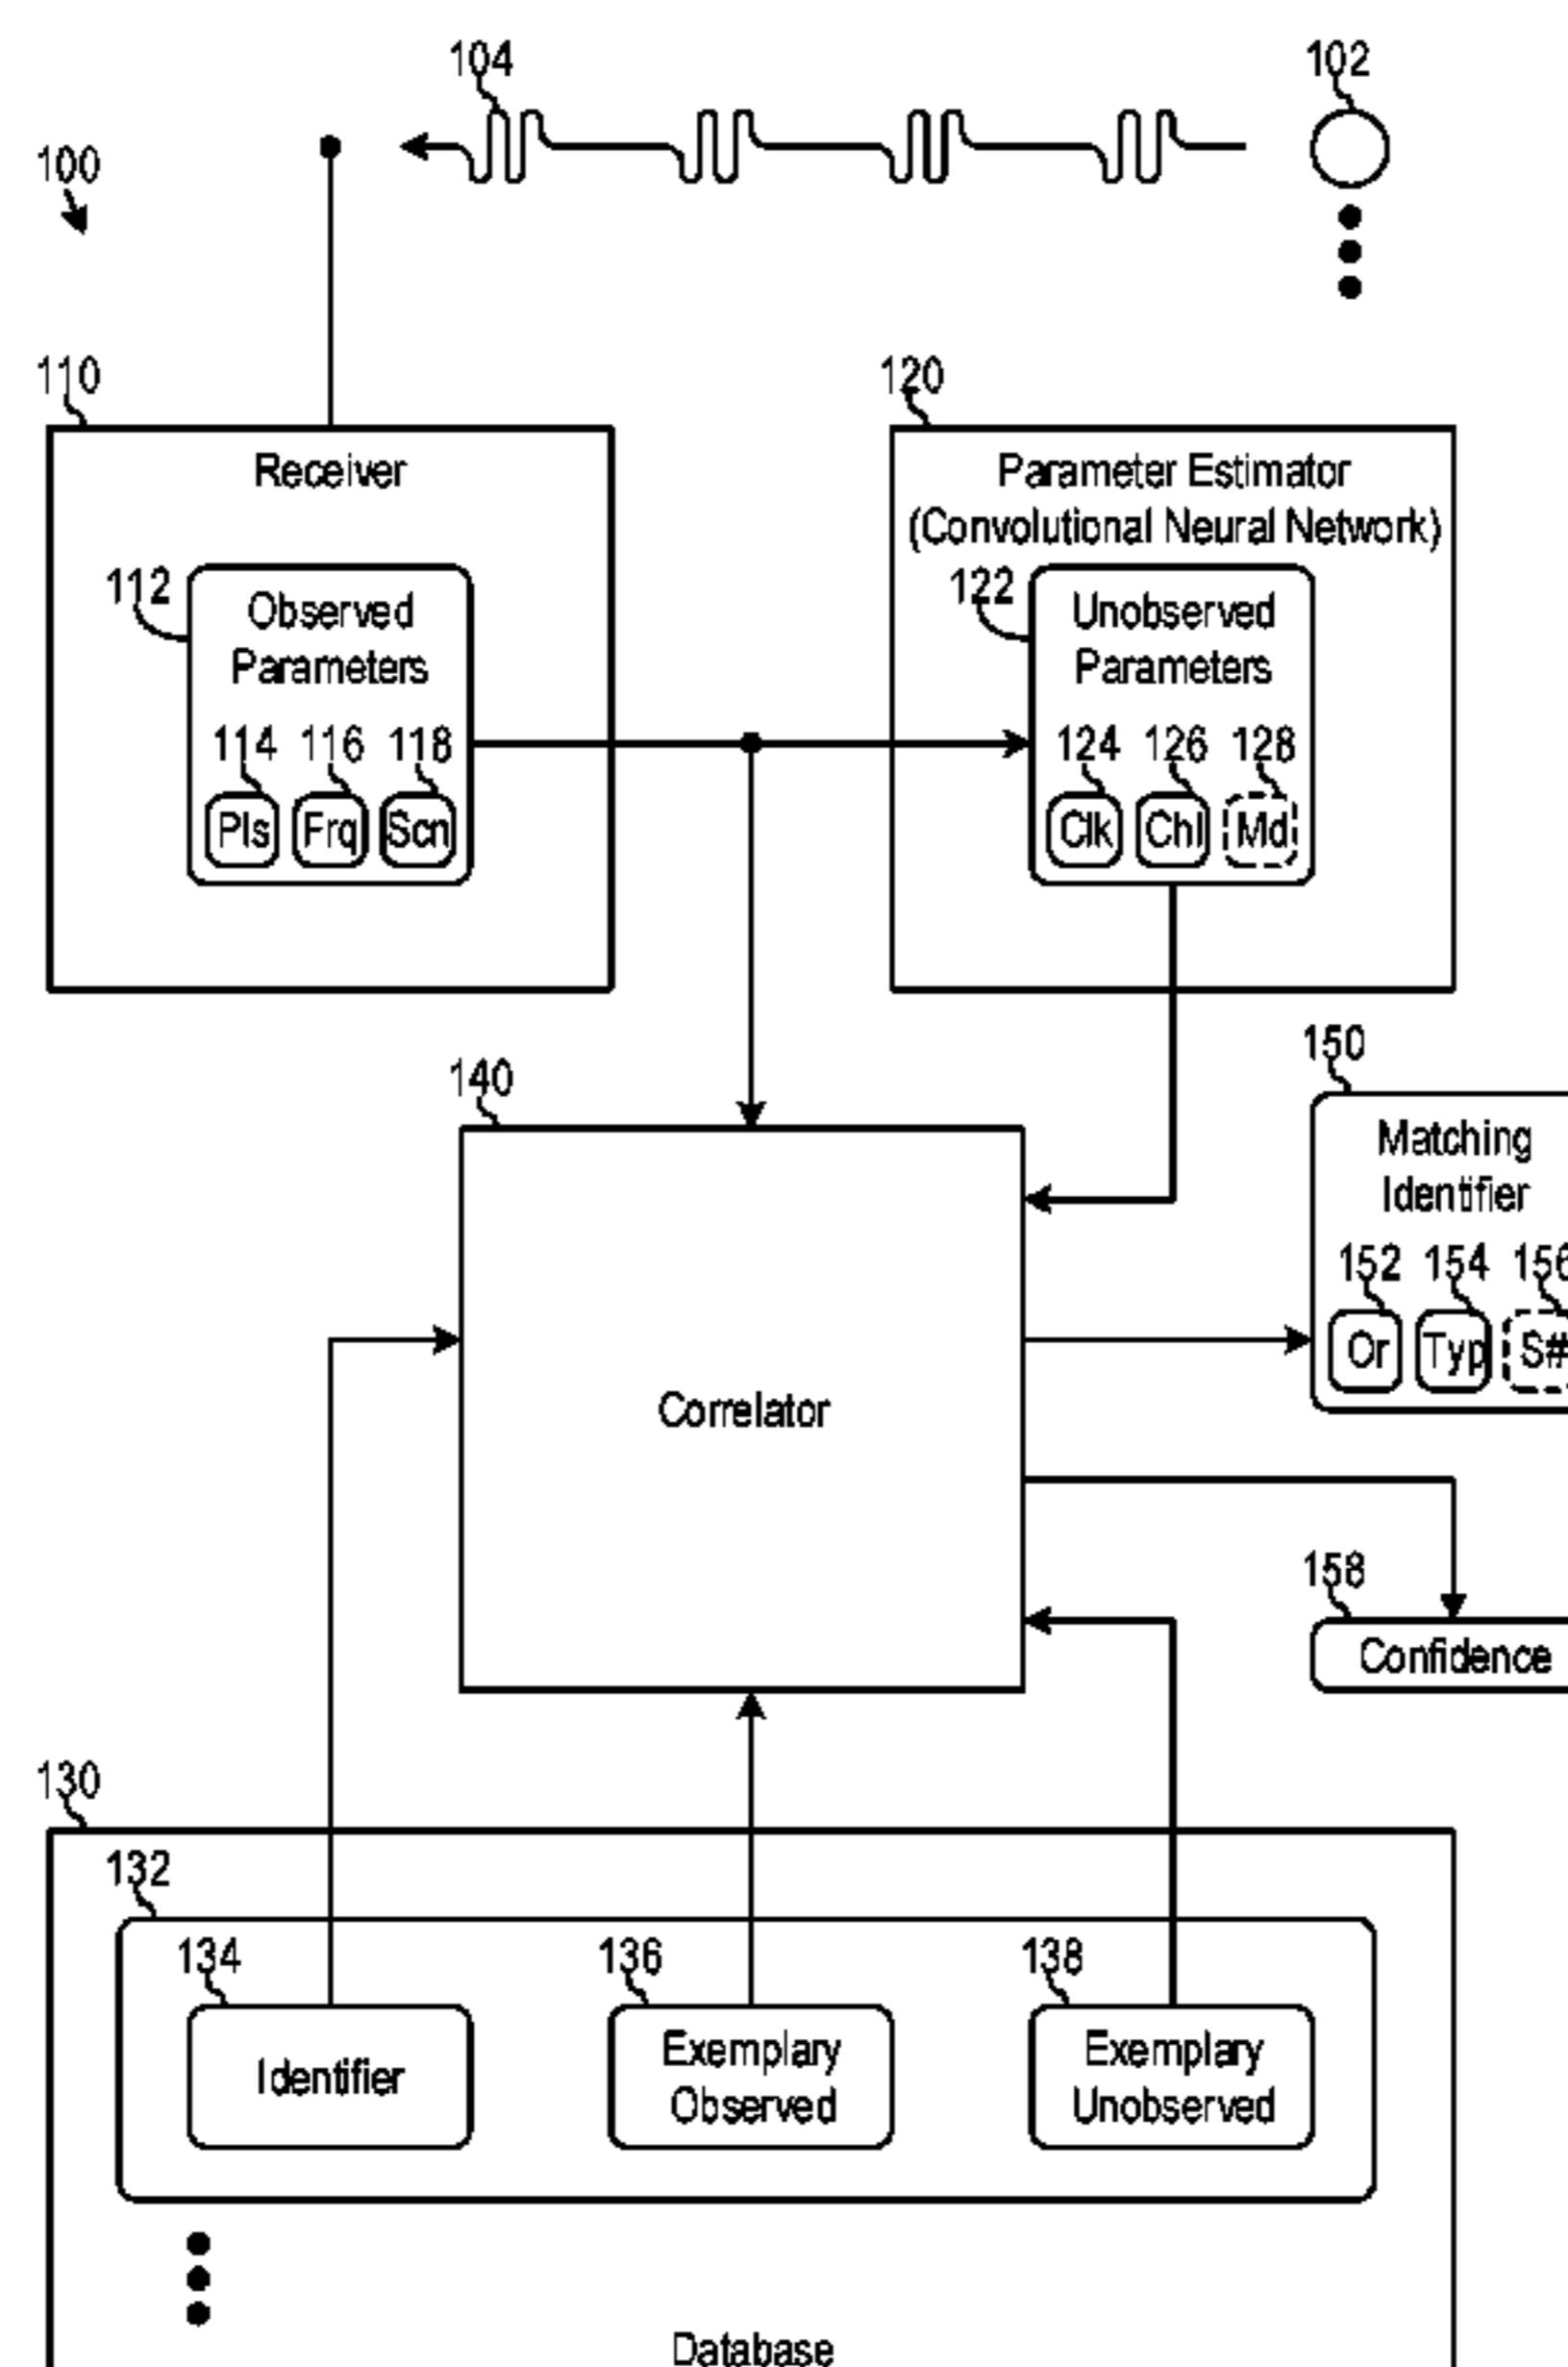 104
102
100
110
120
Receiver
Parameter Estimator
(Convolutional Neural Network)
112
Observed
Parameters
122
Unobserved
Parameters
114 116 118
Pls Frq Scn
124 126 128
Clk Chl Md
140
150
Matching
Identifier
152 154 156
Or Typ S#
Correlator
158
Confidence
130
132
134
136
138
Identifier
Exemplary
Observed
Exemplary
Unobserved
Database